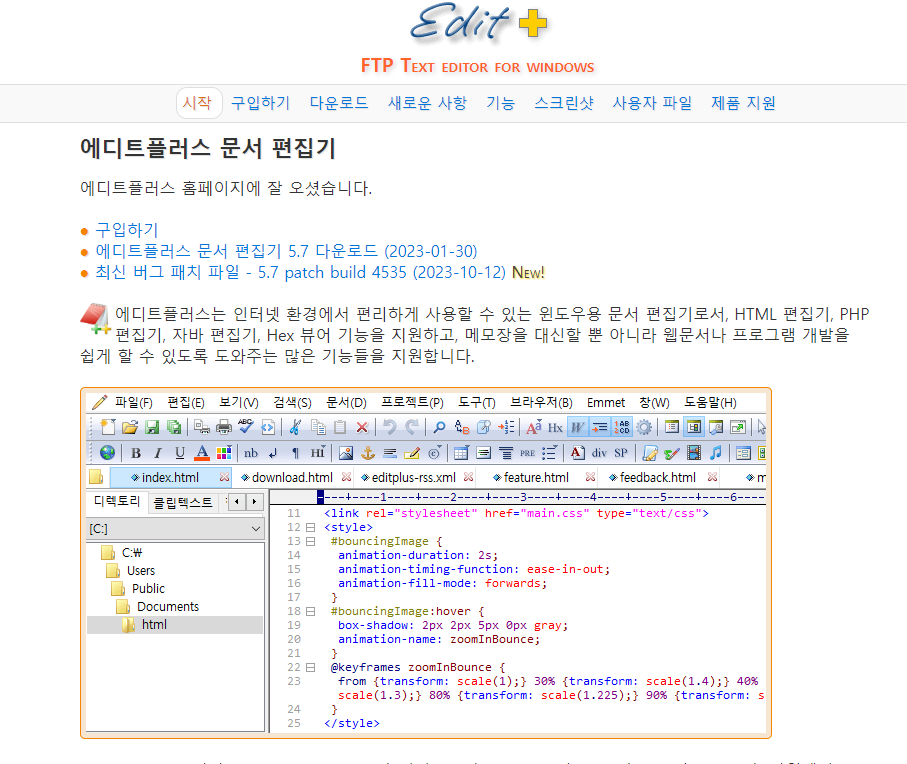 Edit
FTP TEXT EDITOR FOR WINDOWS
시작 구입하기 다운로드 새로운 사항 기능 스크린샷 사용자 파일 제품 지원
에디트플러스 문서 편집기
에디트플러스 홈페이지에 잘 오셨습니다.
● 구입하기
● 에디트플러스 문서 편집기 5.7 다운로드 (2023-01-30)
● 최신 버그 패치 파일 - 5.7 patch build 4535 (2023-10-12) NEW!
에디트플러스는 인터넷 환경에서 편리하게 사용할 수 있는 윈도우용 문서 편집기로서, HTML 편집기, PHP
편집기, 자바 편집기, Hex 뷰어 기능을 지원하고, 메모장을 대신할 뿐 아니라 웹문서나 프로그램 개발을
쉽게 할 수 있도록 도와주는 많은 기능들을 지원합니다.
파일(F) 편집(E) 보기(V) 검색(S) 문서(D) 프로젝트(P) 도구(T) 브라우저(B) Emmet 창(W) 도움말(H)
ABC Hx W
B I U A nb ¶ HI PRE A div SP
index.html download.html editplus-rss.xml feature.html feedback.html m
디렉토리 클립텍스트
----+----1----+----2----+----3----+----4----+----5----+----6----
[C:]
C:₩
Users
Public
Documents
html
11 <link rel="stylesheet" href="main.css" type="text/css">
12 <style>
13 #bouncingImage {
14 animation-duration: 2s;
15 animation-timing-function: ease-in-out;
16 animation-fill-mode: forwards;
17 }
18 #bouncingImage:hover {
19 box-shadow: 2px 2px 5px 0px gray;
20 animation-name: zoomInBounce;
21 }
22 @keyframes zoomInBounce {
23 from {transform: scale(1);} 30% {transform: scale(1.4);} 40%
scale(1.3);} 80% {transform: scale(1.225);} 90% {transform: s
24 }
25 </style>